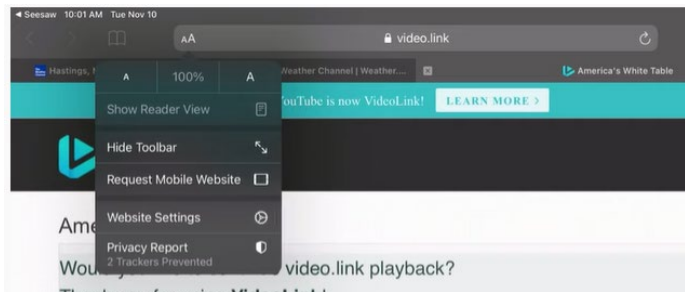 ◄ Seesaw 10:01 AM Tue Nov 10
AA video.link
Hastings, Weather Channel | Weather.... America's White Table
A 100% A
YouTube is now VideoLink! LEARN MORE >
Show Reader View
Hide Toolbar
Request Mobile Website
Website Settings
Ame
Privacy Report
2 Trackers Prevented
Wou video.link playback?